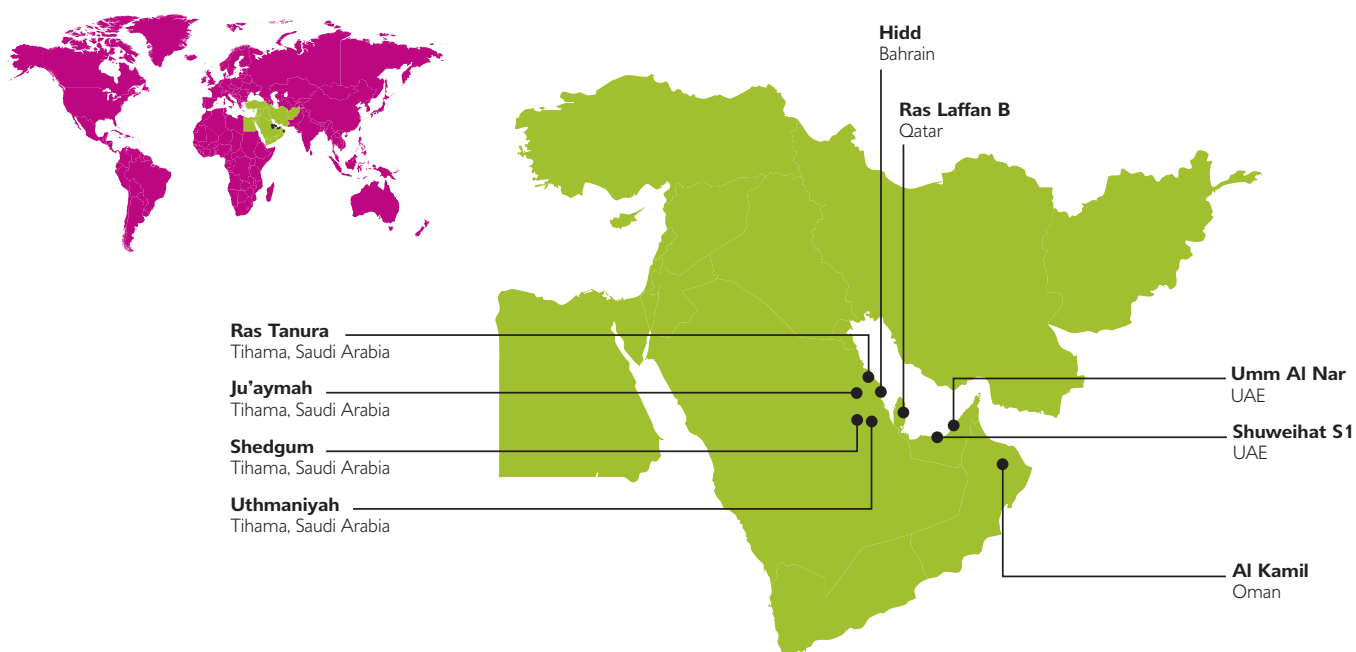 Hidd
Bahrain
Ras Laffan B
Qatar
Ras Tanura
Tihama, Saudi Arabia
Ju'aymah
Tihama, Saudi Arabia
Shedgum
Tihama, Saudi Arabia
Uthmaniyah
Tihama, Saudi Arabia
Umm Al Nar
UAE
Shuweihat S1
UAE
Al Kamil
Oman